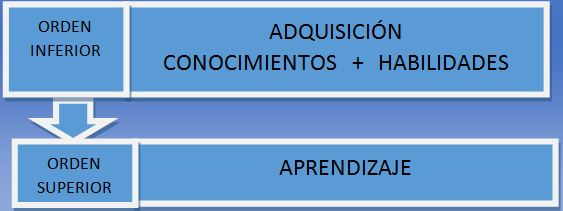 ORDEN
INFERIOR
ADQUISICIÓN
CONOCIMIENTOS + HABILIDADES
ORDEN
SUPERIOR
APRENDIZAJE